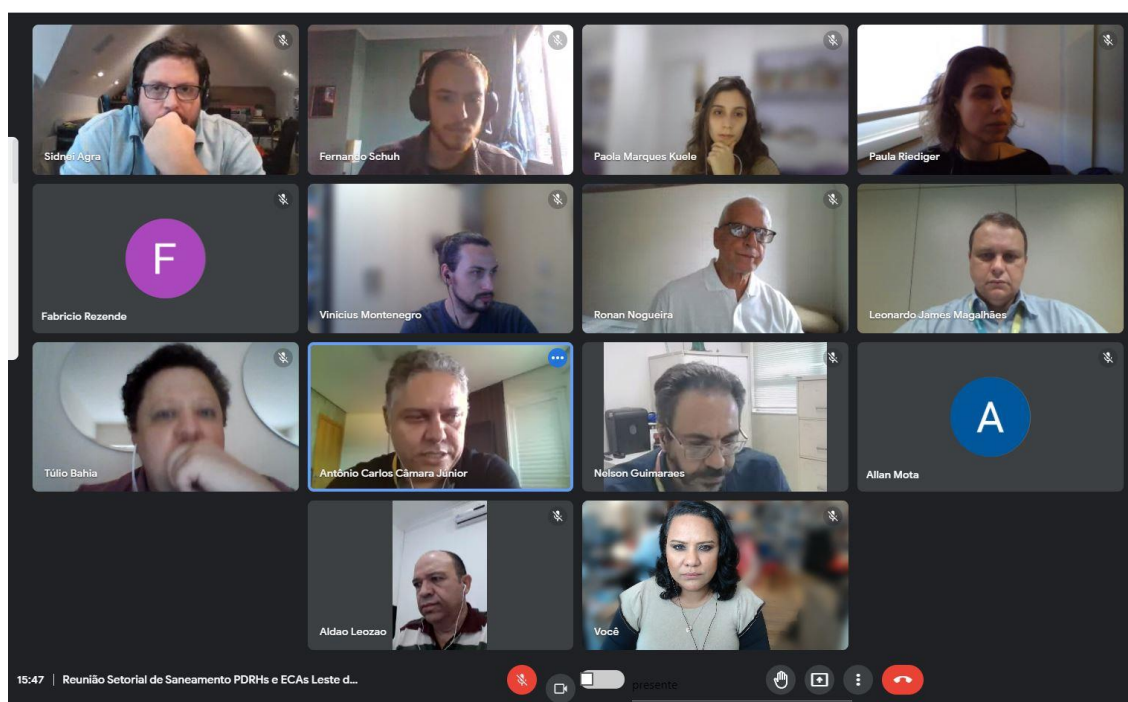 Sidnei Agra
Fernando Schuh
Paola Marques Kuele
Paula Riediger
F
Fabricio Rezende
Vinicius Montenegro
Ronan Nogueira
Leonardo James Magalhães
Túlio Bahia
Antônio Carlos Câmara Junior
Nelson Guimaraes
A
Allan Mota
Aldao Leozao
Você
15:47 | Reunião Setorial de Saneamento PDRHs e ECAs Leste d...
presente